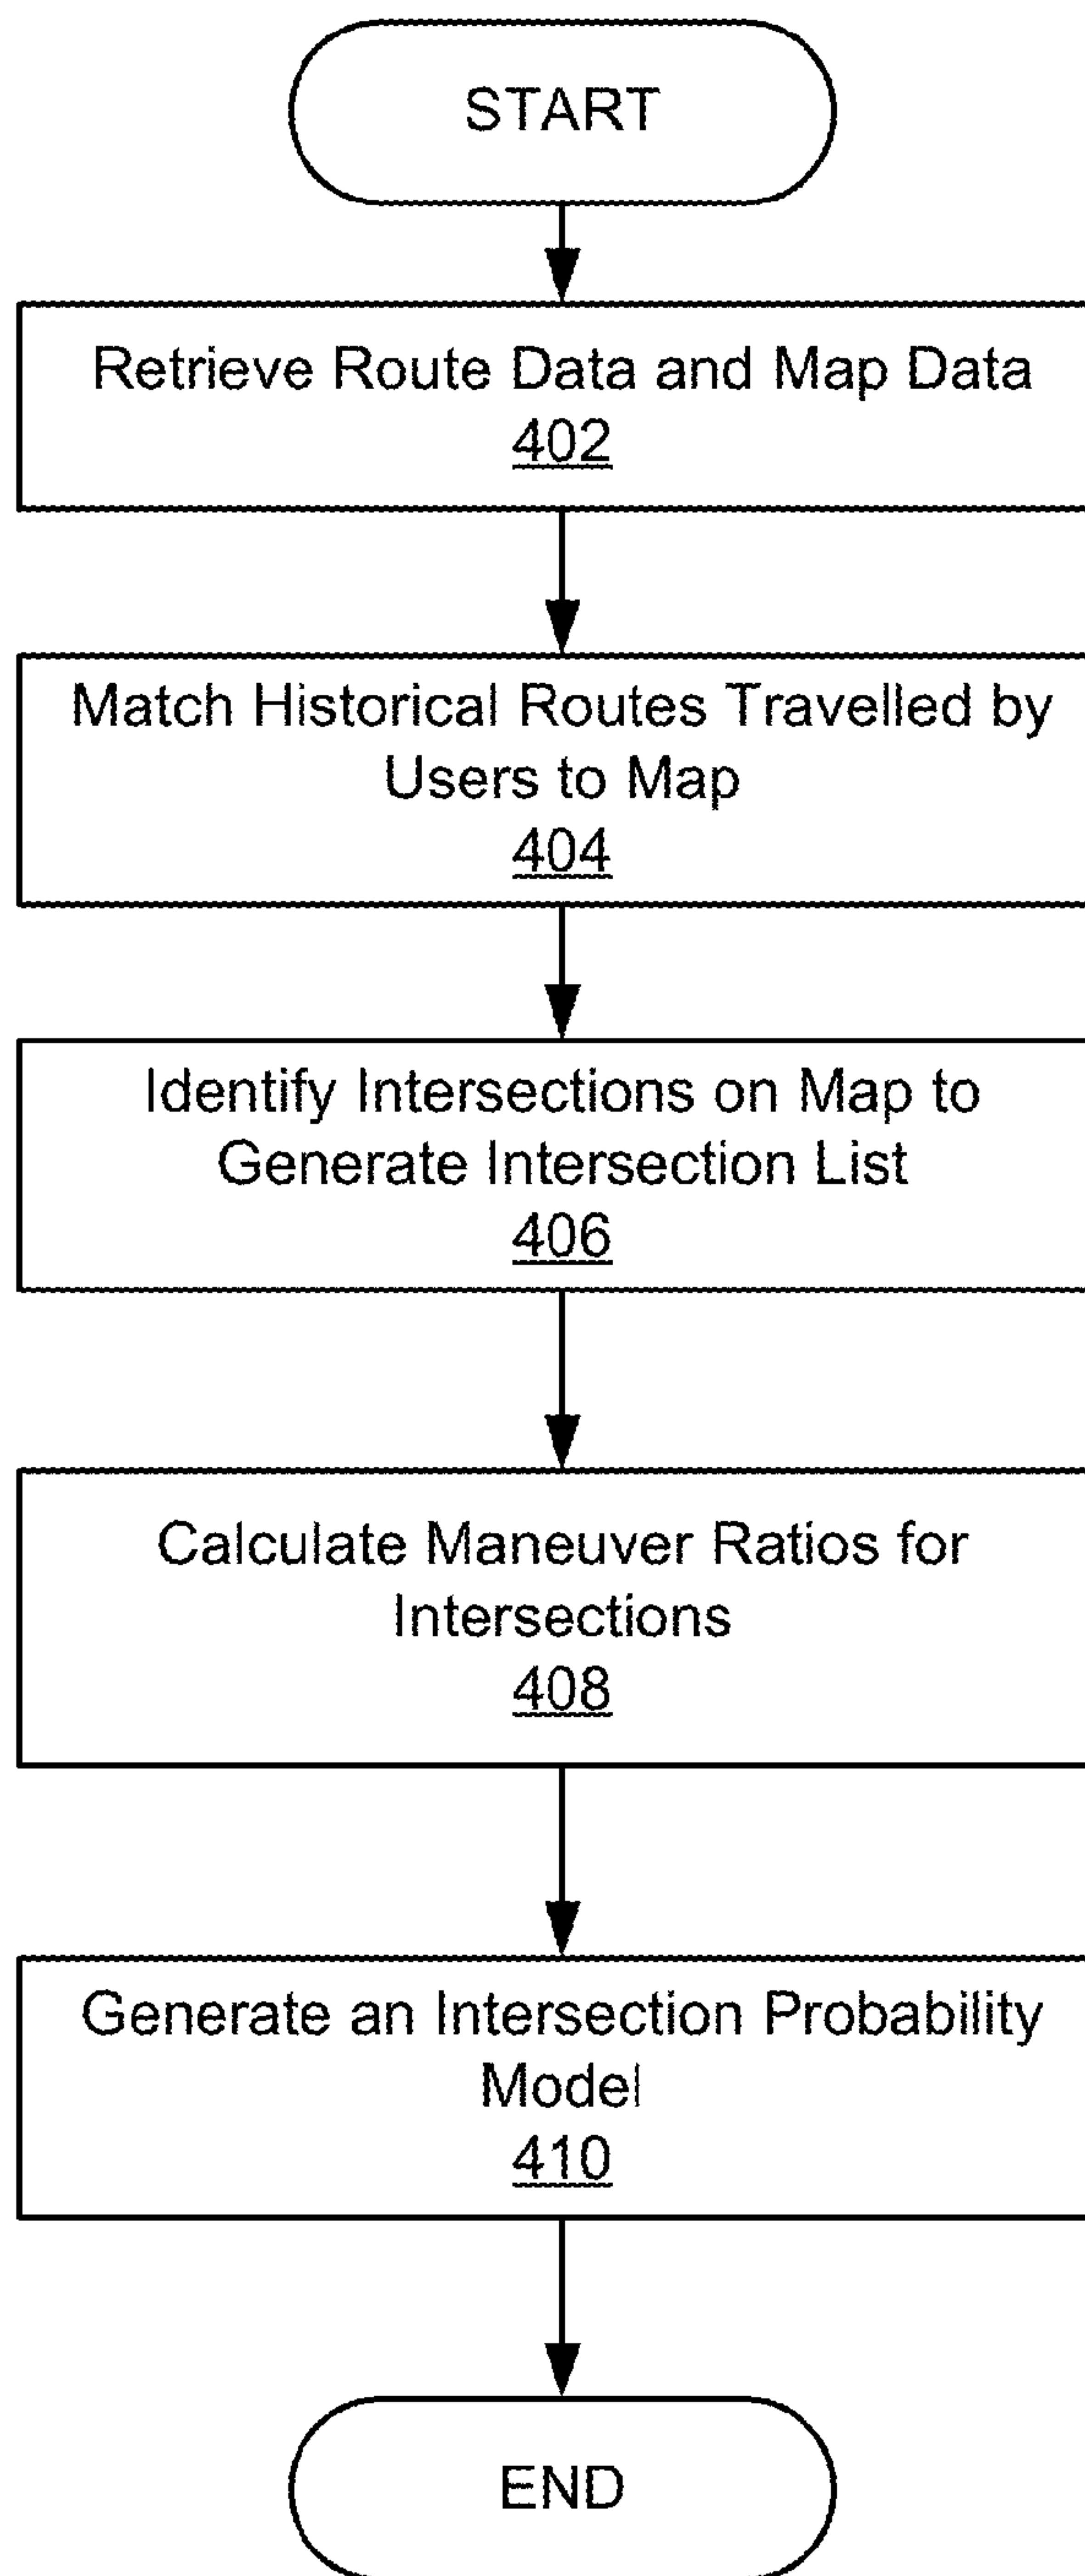 START
Retrieve Route Data and Map Data
402
Match Historical Routes Travelled by
Users to Map
404
Identify Intersections on Map to
Generate Intersection List
406
Calculate Maneuver Ratios for
Intersections
408
Generate an Intersection Probability
Model
410
END